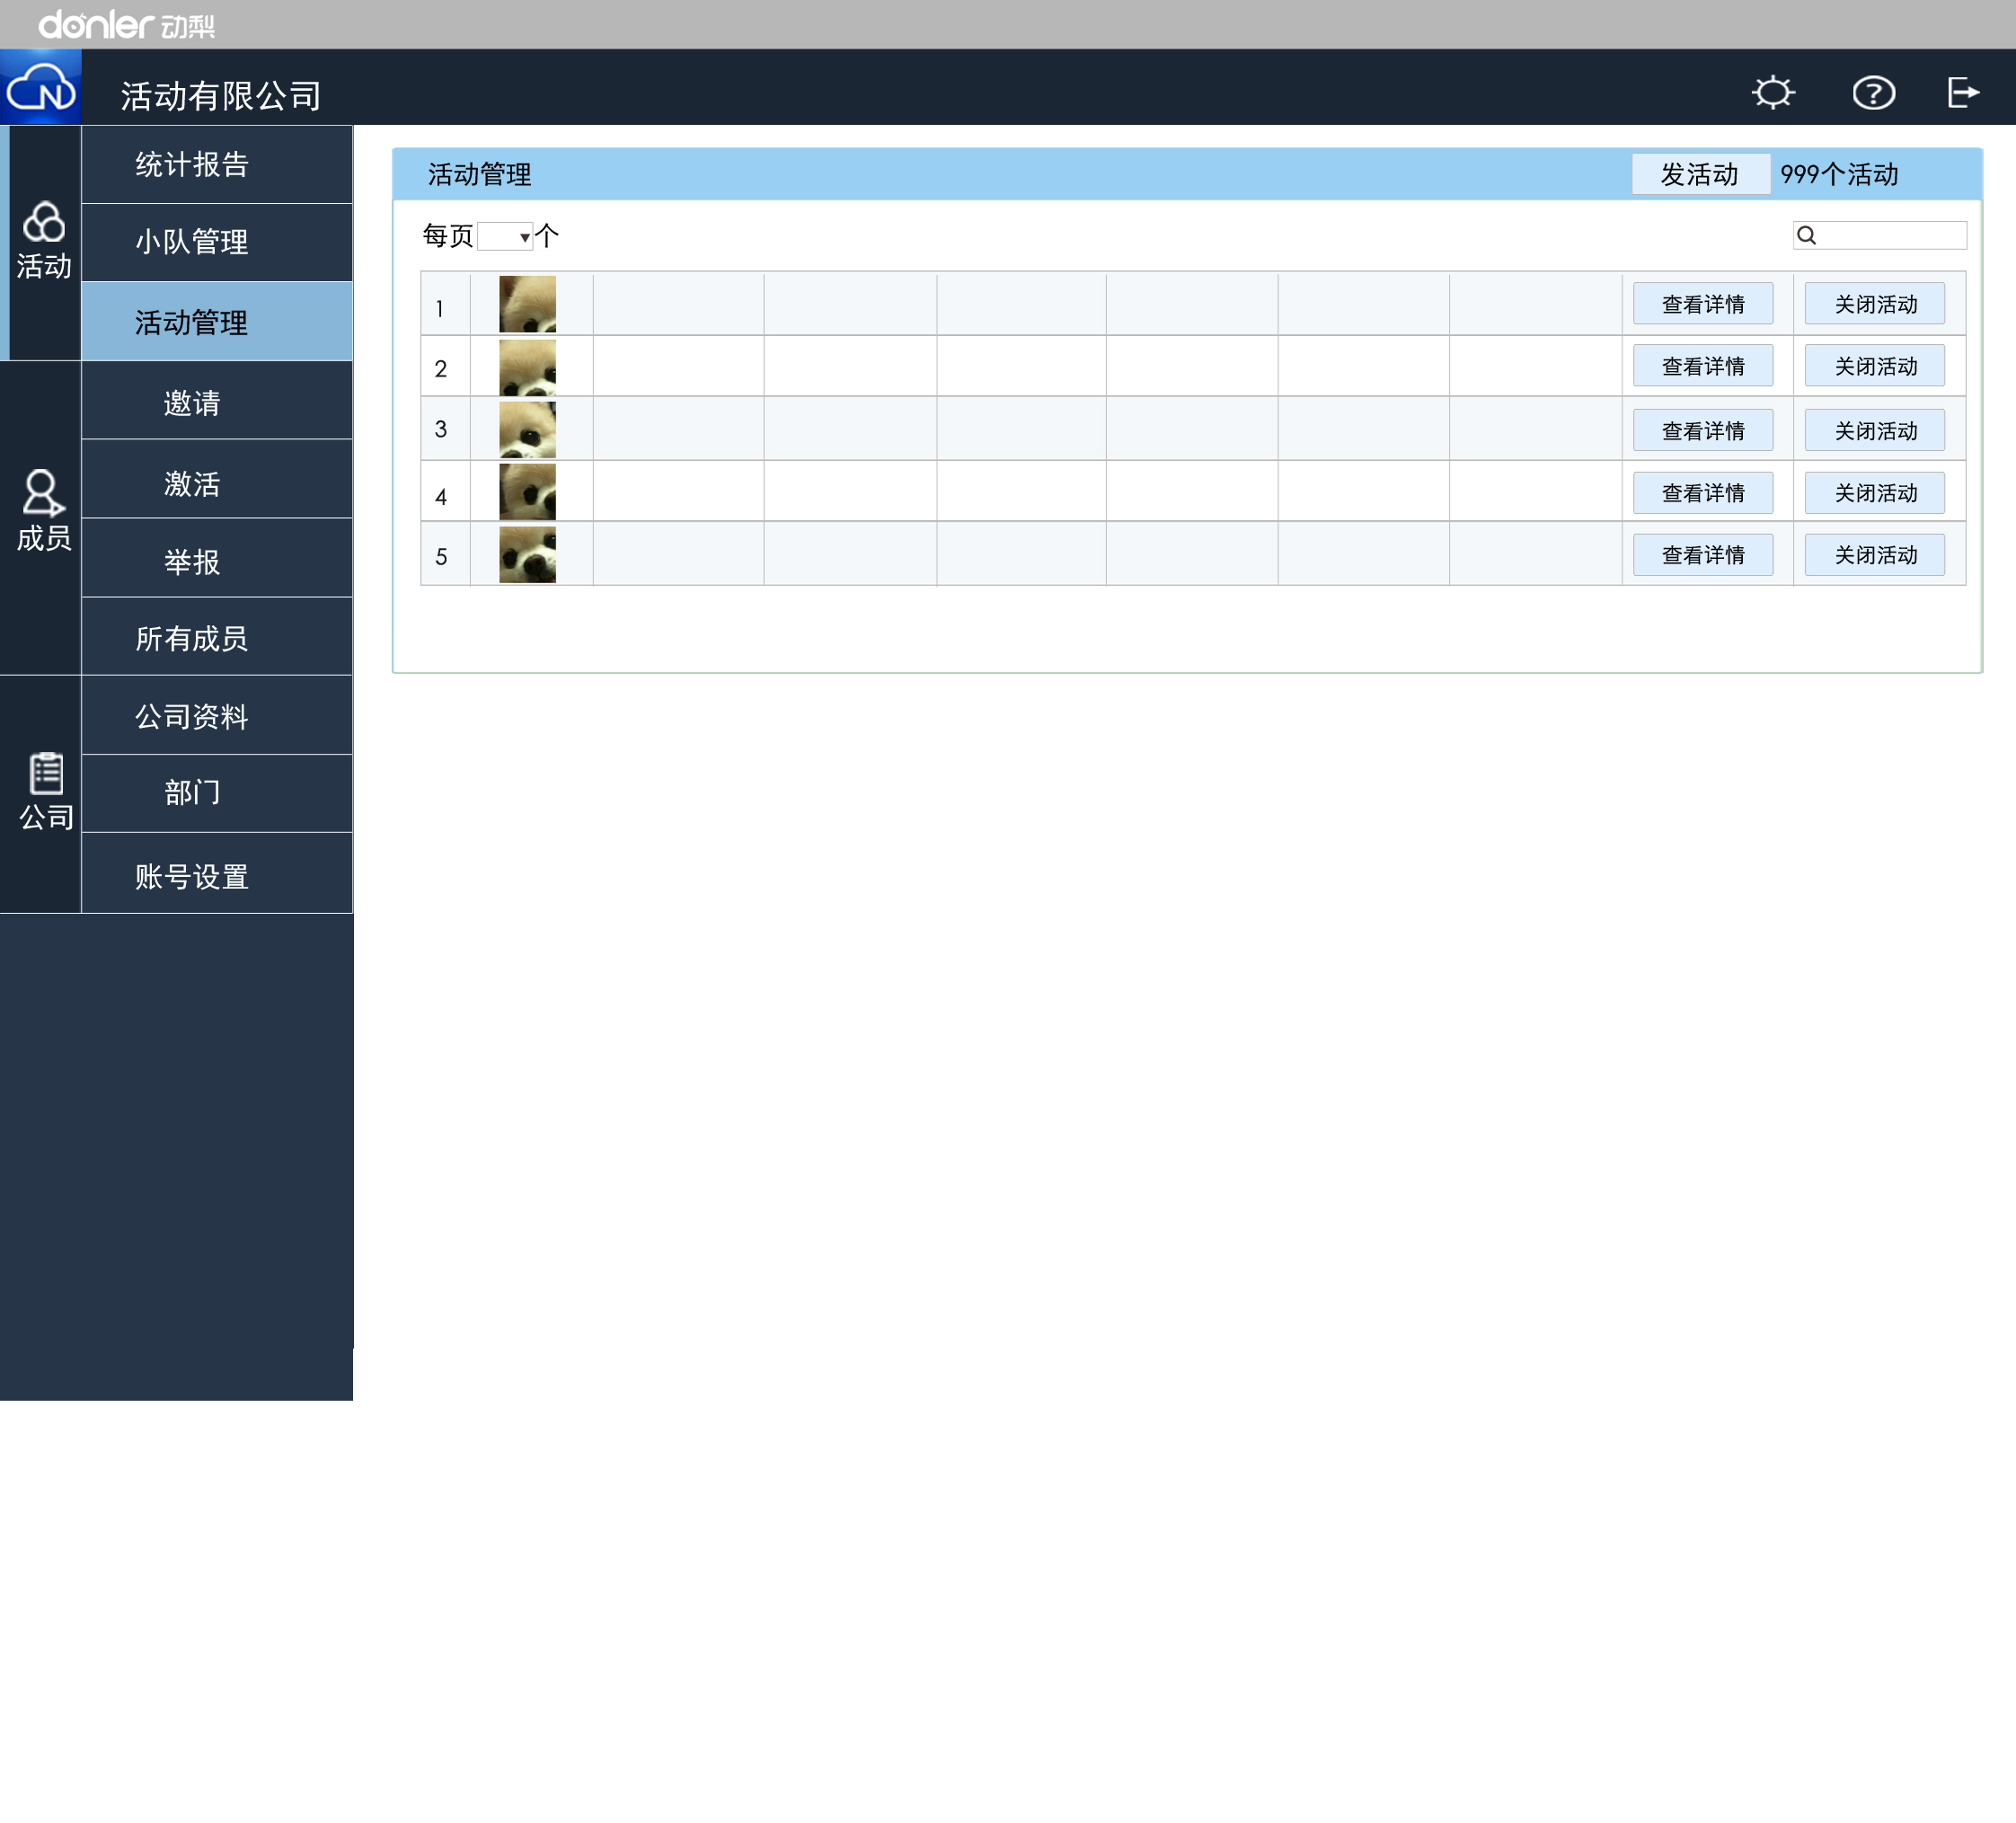 donler 动梨
活动有限公司
活动
统计报告
小队管理
活动管理
成员
邀请
激活
举报
所有成员
公司
公司资料
部门
账号设置
活动管理
发活动 999个活动
每页 个
1 查看详情 关闭活动
2 查看详情 关闭活动
3 查看详情 关闭活动
4 查看详情 关闭活动
5 查看详情 关闭活动